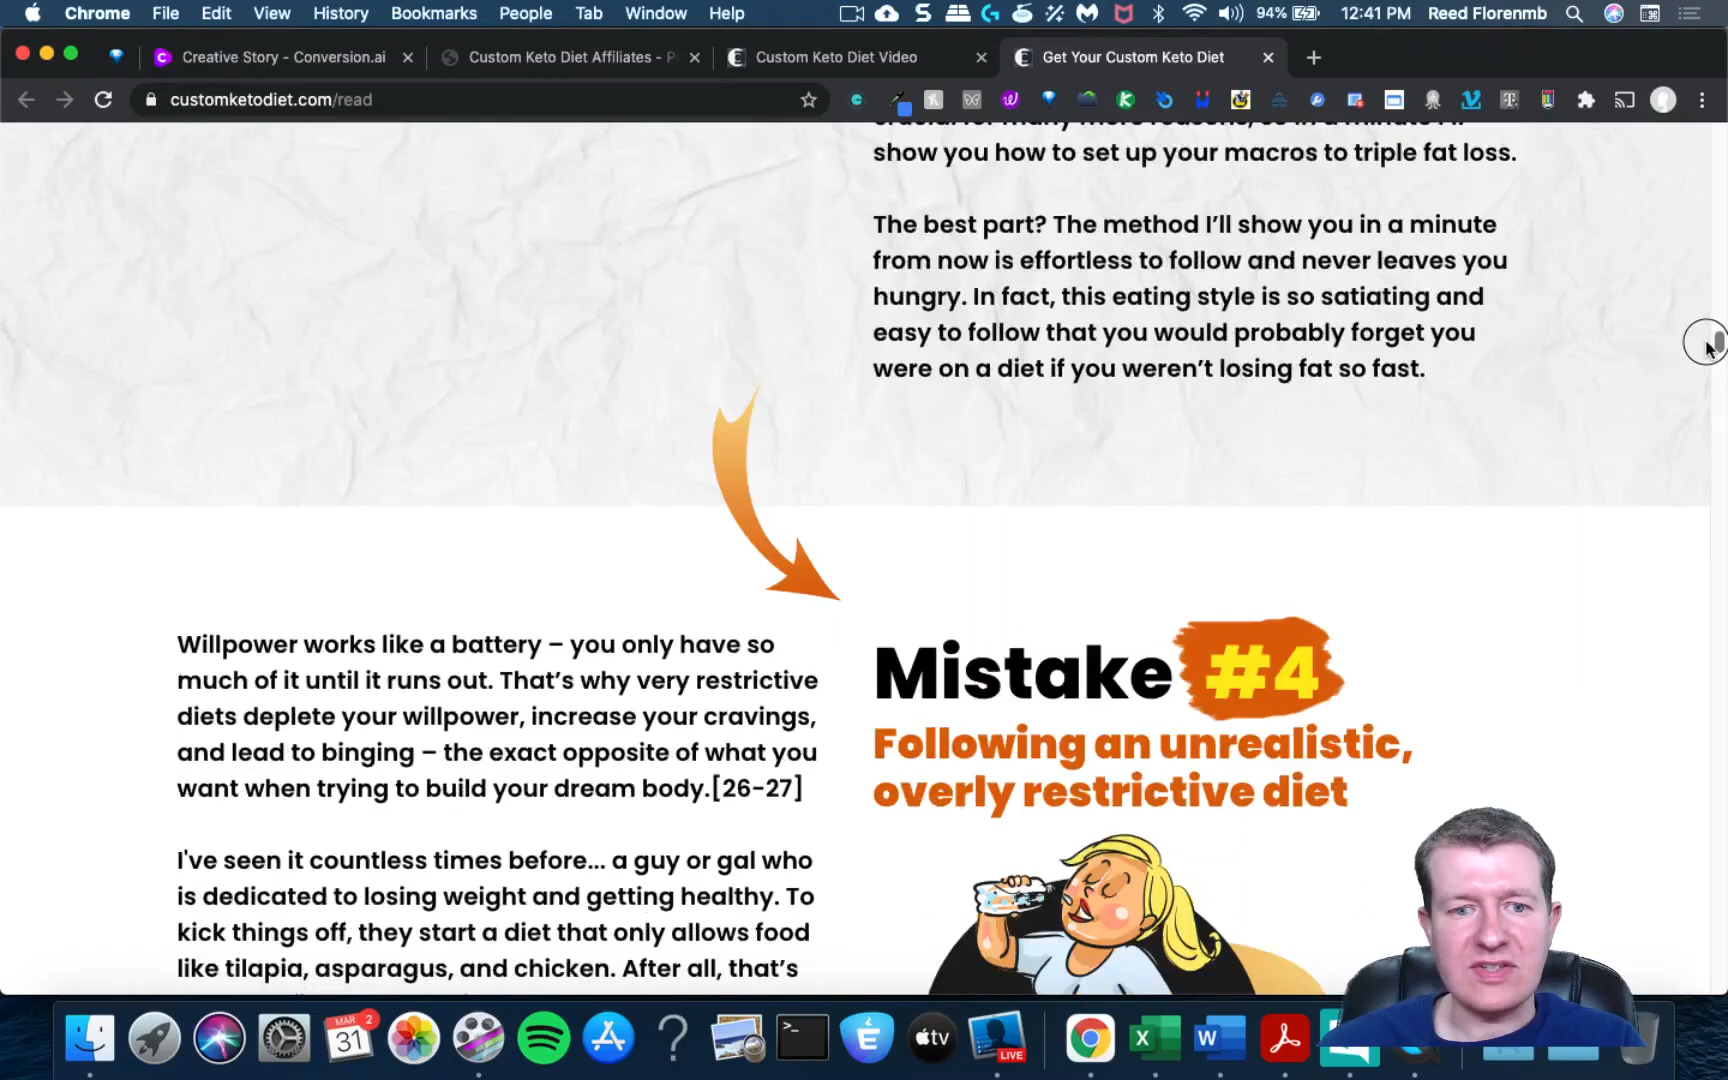 Chrome File Edit View History Bookmarks People Tab Window Help 94% 12:41 PM Reed Florenmb
Creative Story - Conversion.ai
Custom Keto Diet Affiliates - P
Custom Keto Diet Video
Get Your Custom Keto Diet
customketodiet.com/read
show you how to set up your macros to triple fat loss.
The best part? The method I'll show you in a minute
from now is effortless to follow and never leaves you
hungry. In fact, this eating style is so satiating and
easy to follow that you would probably forget you
were on a diet if you weren't losing fat so fast.
Willpower works like a battery – you only have so
much of it until it runs out. That's why very restrictive
diets deplete your willpower, increase your cravings,
and lead to binging – the exact opposite of what you
want when trying to build your dream body.[26-27]
I've seen it countless times before... a guy or gal who
is dedicated to losing weight and getting healthy. To
kick things off, they start a diet that only allows food
like tilapia, asparagus, and chicken. After all, that's
Mistake #4
Following an unrealistic,
overly restrictive diet
MAR 2
31
tv
LIVE